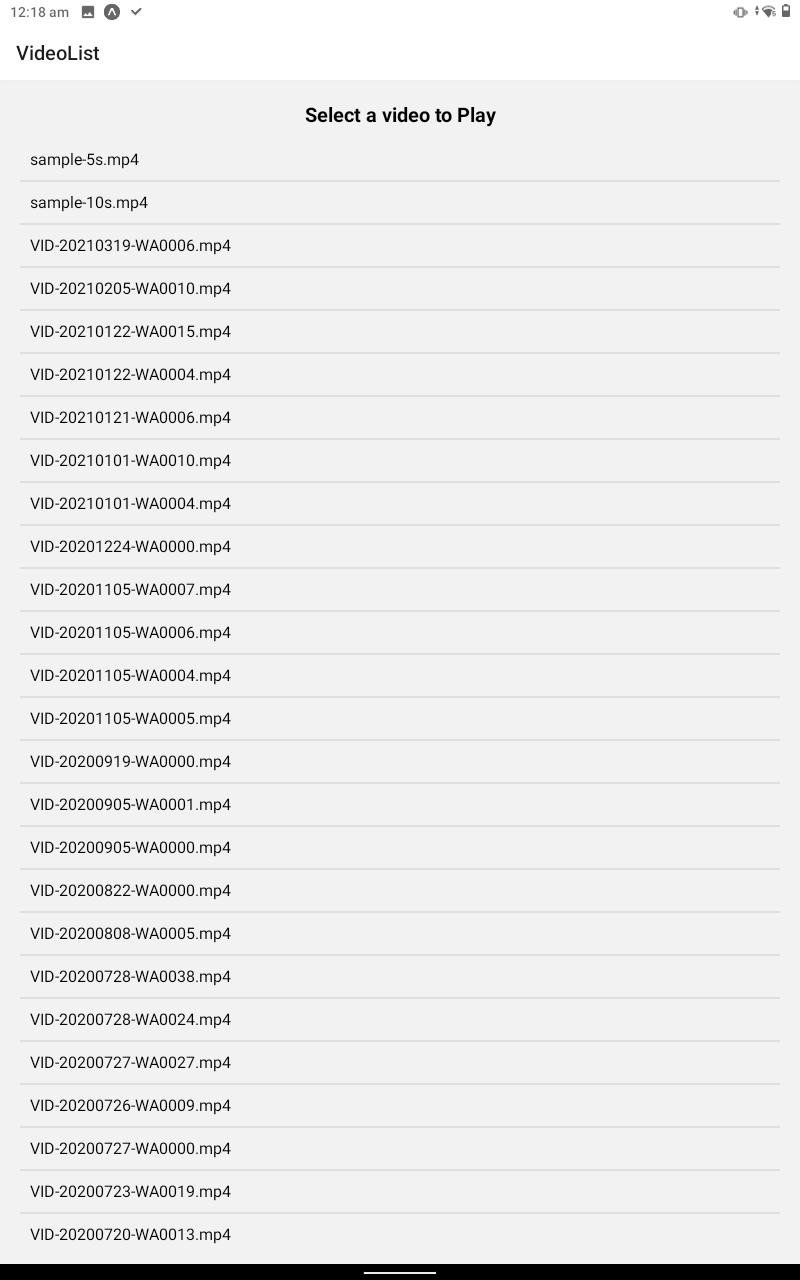 12:18 am
VideoList
Select a video to Play
sample-5s.mp4
sample-10s.mp4
VID-20210319-WA0006.mp4
VID-20210205-WA0010.mp4
VID-20210122-WA0015.mp4
VID-20210122-WA0004.mp4
VID-20210121-WA0006.mp4
VID-20210101-WA0010.mp4
VID-20210101-WA0004.mp4
VID-20201224-WA0000.mp4
VID-20201105-WA0007.mp4
VID-20201105-WA0006.mp4
VID-20201105-WA0004.mp4
VID-20201105-WA0005.mp4
VID-20200919-WA0000.mp4
VID-20200905-WA0001.mp4
VID-20200905-WA0000.mp4
VID-20200822-WA0000.mp4
VID-20200808-WA0005.mp4
VID-20200728-WA0038.mp4
VID-20200728-WA0024.mp4
VID-20200727-WA0027.mp4
VID-20200726-WA0009.mp4
VID-20200727-WA0000.mp4
VID-20200723-WA0019.mp4
VID-20200720-WA0013.mp4